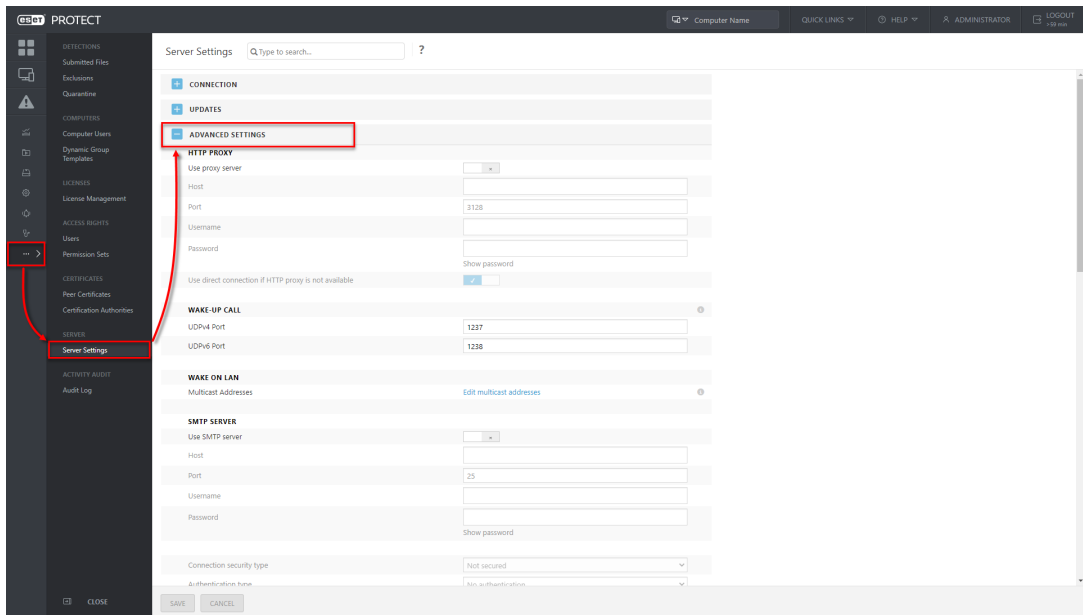 eset PROTECT
Computer Name
QUICK LINKS
HELP
ADMINISTRATOR
LOGOUT
>59 min
DETECTIONS
Submitted Files
Exclusions
Quarantine
COMPUTERS
Computer Users
Dynamic Group
Templates
LICENSES
License Management
ACCESS RIGHTS
Users
Permission Sets
CERTIFICATES
Peer Certificates
Certification Authorities
SERVER
Server Settings
ACTIVITY AUDIT
Audit Log
CLOSE
Server Settings
Type to search...
?
CONNECTION
UPDATES
ADVANCED SETTINGS
HTTP PROXY
Use proxy server
Host
Port 3128
Username
Password
Show password
Use direct connection if HTTP proxy is not available
WAKE-UP CALL
UDPv4 Port 1237
UDPv6 Port 1238
WAKE ON LAN
Multicast Addresses Edit multicast addresses
SMTP SERVER
Use SMTP server
Host
Port 25
Username
Password
Show password
Connection security type Not secured
Authentication type No authentication
SAVE CANCEL